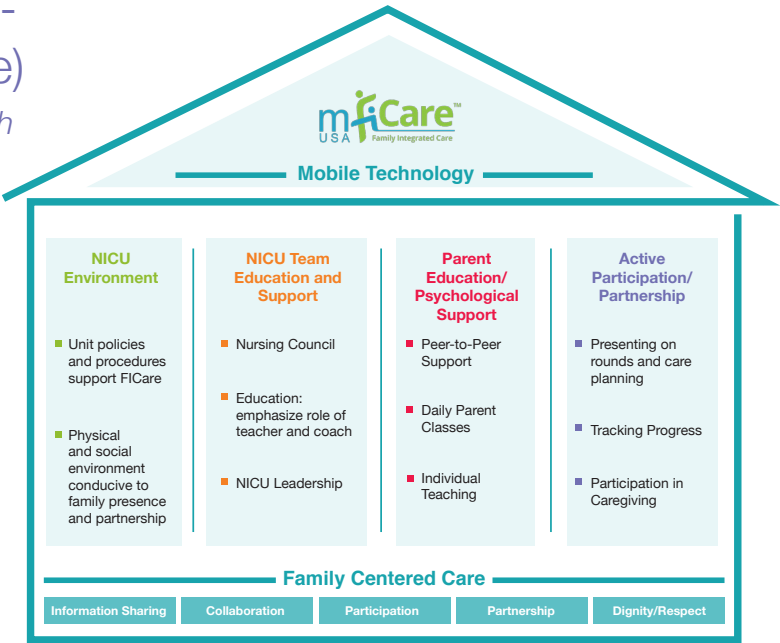 -
e)
h
mfiCare™
USA Family Integrated Care
Mobile Technology
NICU
Environment
Unit policies
and procedures
support FICare
Physical
and social
environment
conducive to
family presence
and partnership
NICU Team
Education and
Support
Nursing Council
Education:
emphasize role of
teacher and coach
NICU Leadership
Parent
Education/
Psychological
Support
Peer-to-Peer
Support
Daily Parent
Classes
Individual
Teaching
Active
Participation/
Partnership
Presenting on
rounds and care
planning
Tracking Progress
Participation in
Caregiving
Family Centered Care
Information Sharing
Collaboration
Participation
Partnership
Dignity/Respect